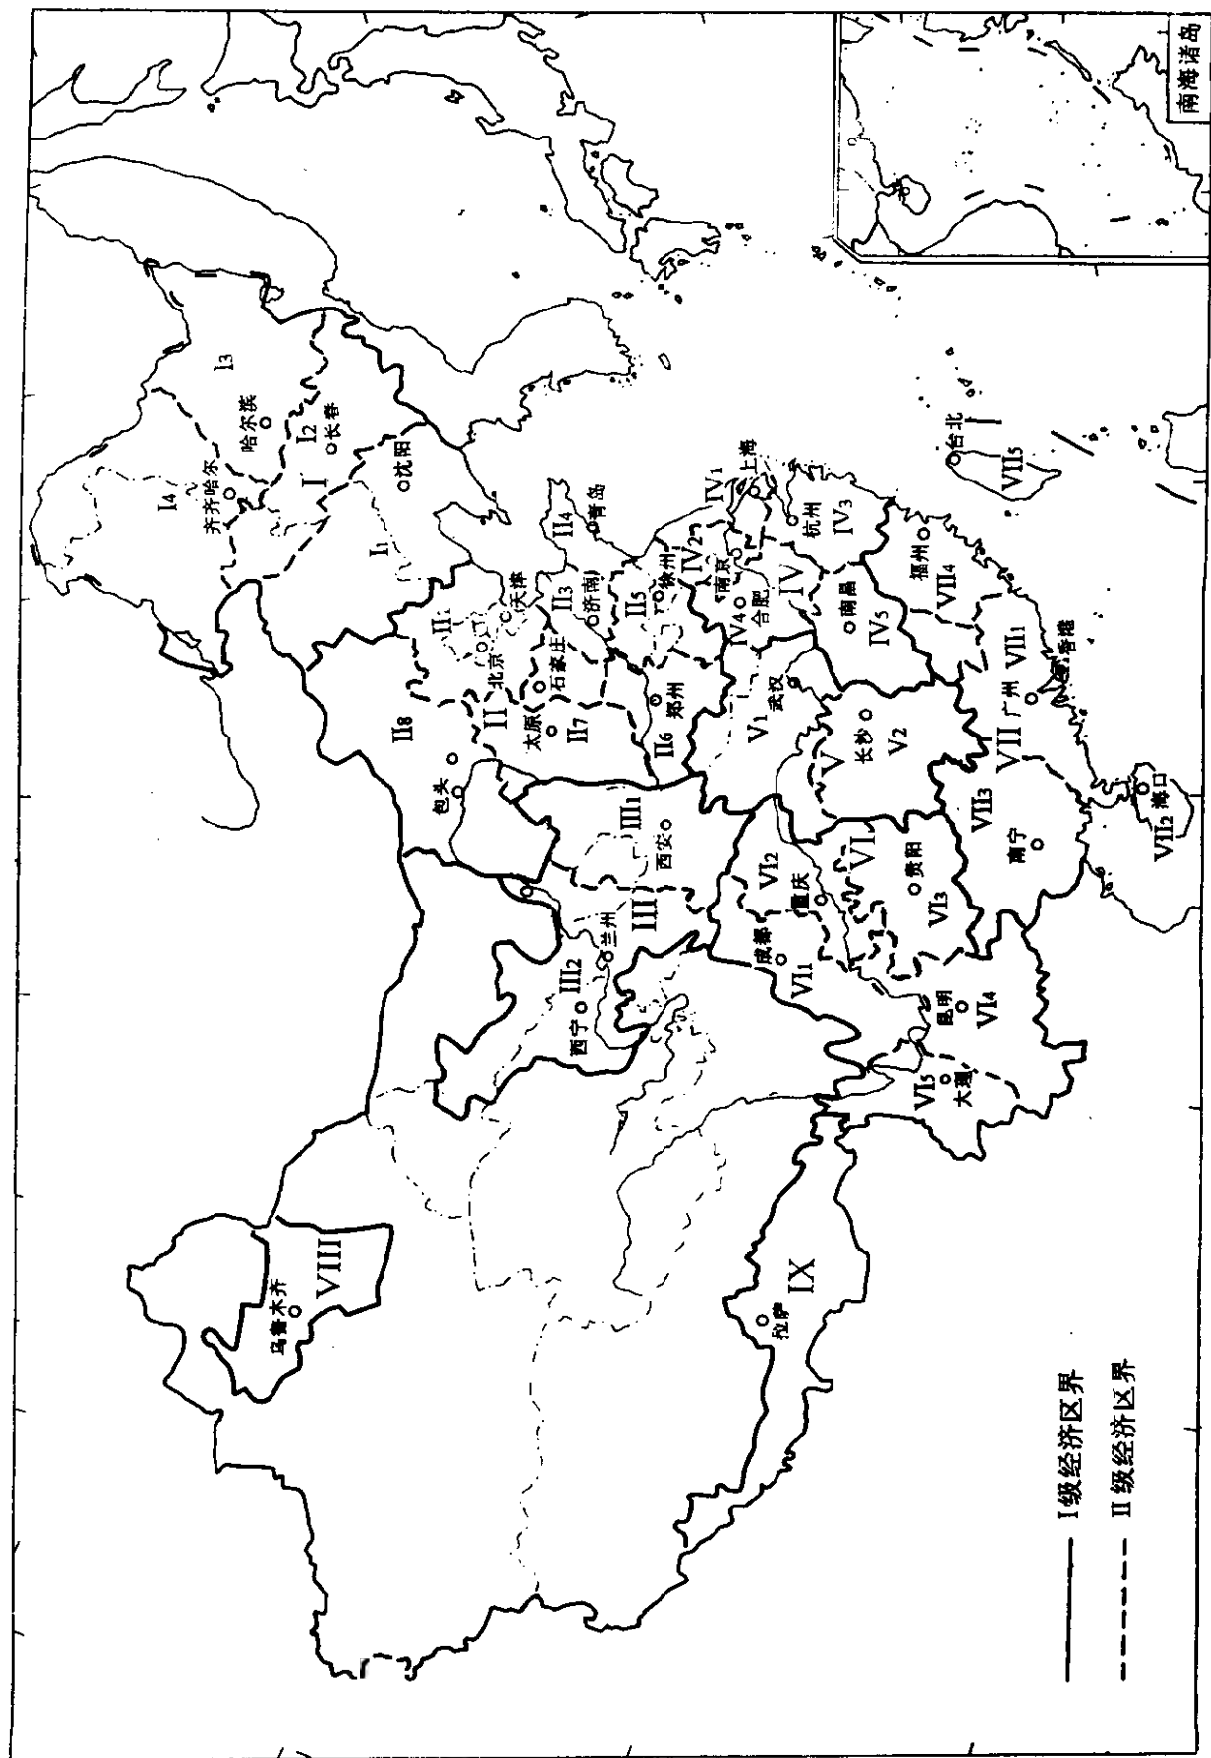 I4
齐齐哈尔
哈尔滨
I3
I2
长春
I
沈阳
I1
乌鲁木齐
VIII
包头
II8
II1
北京
天津
II
太原
II7
石家庄
II3
济南
II4
青岛
II5
徐州
II6
郑州
III2
西宁
兰州
III
III1
西安
IV1
上海
IV2
南京
IV4
合肥
IV
杭州
IV3
南昌
IV5
V1
武汉
V
长沙
V2
VI2
重庆
成都
VI1
VI
贵阳
VI3
昆明
VI4
VI5
大理
拉萨
IX
福州
VII4
台北
VII5
VII1
香港
广州
VII
VII3
南宁
VII2
海口
南海诸岛
I级经济区界
II级经济区界